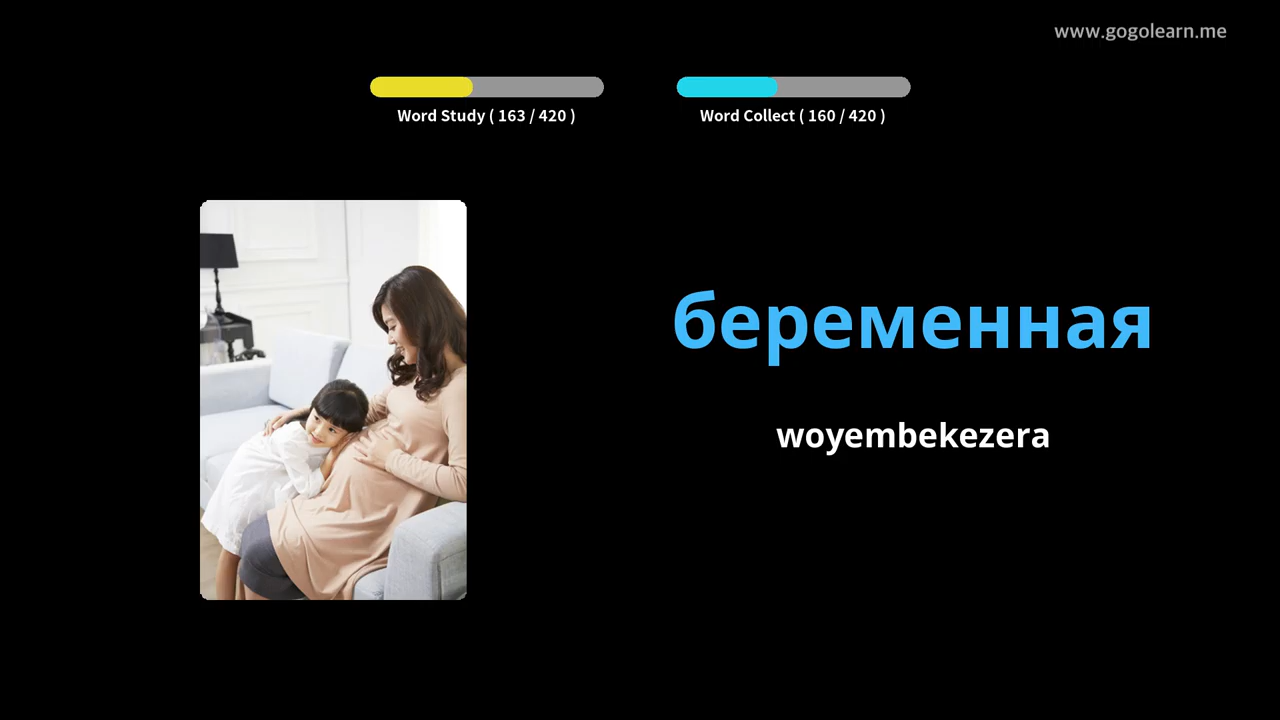 www.gogolearn.me
Word Study ( 163 / 420 )
Word Collect ( 160 / 420 )
беременная
woyembekezera